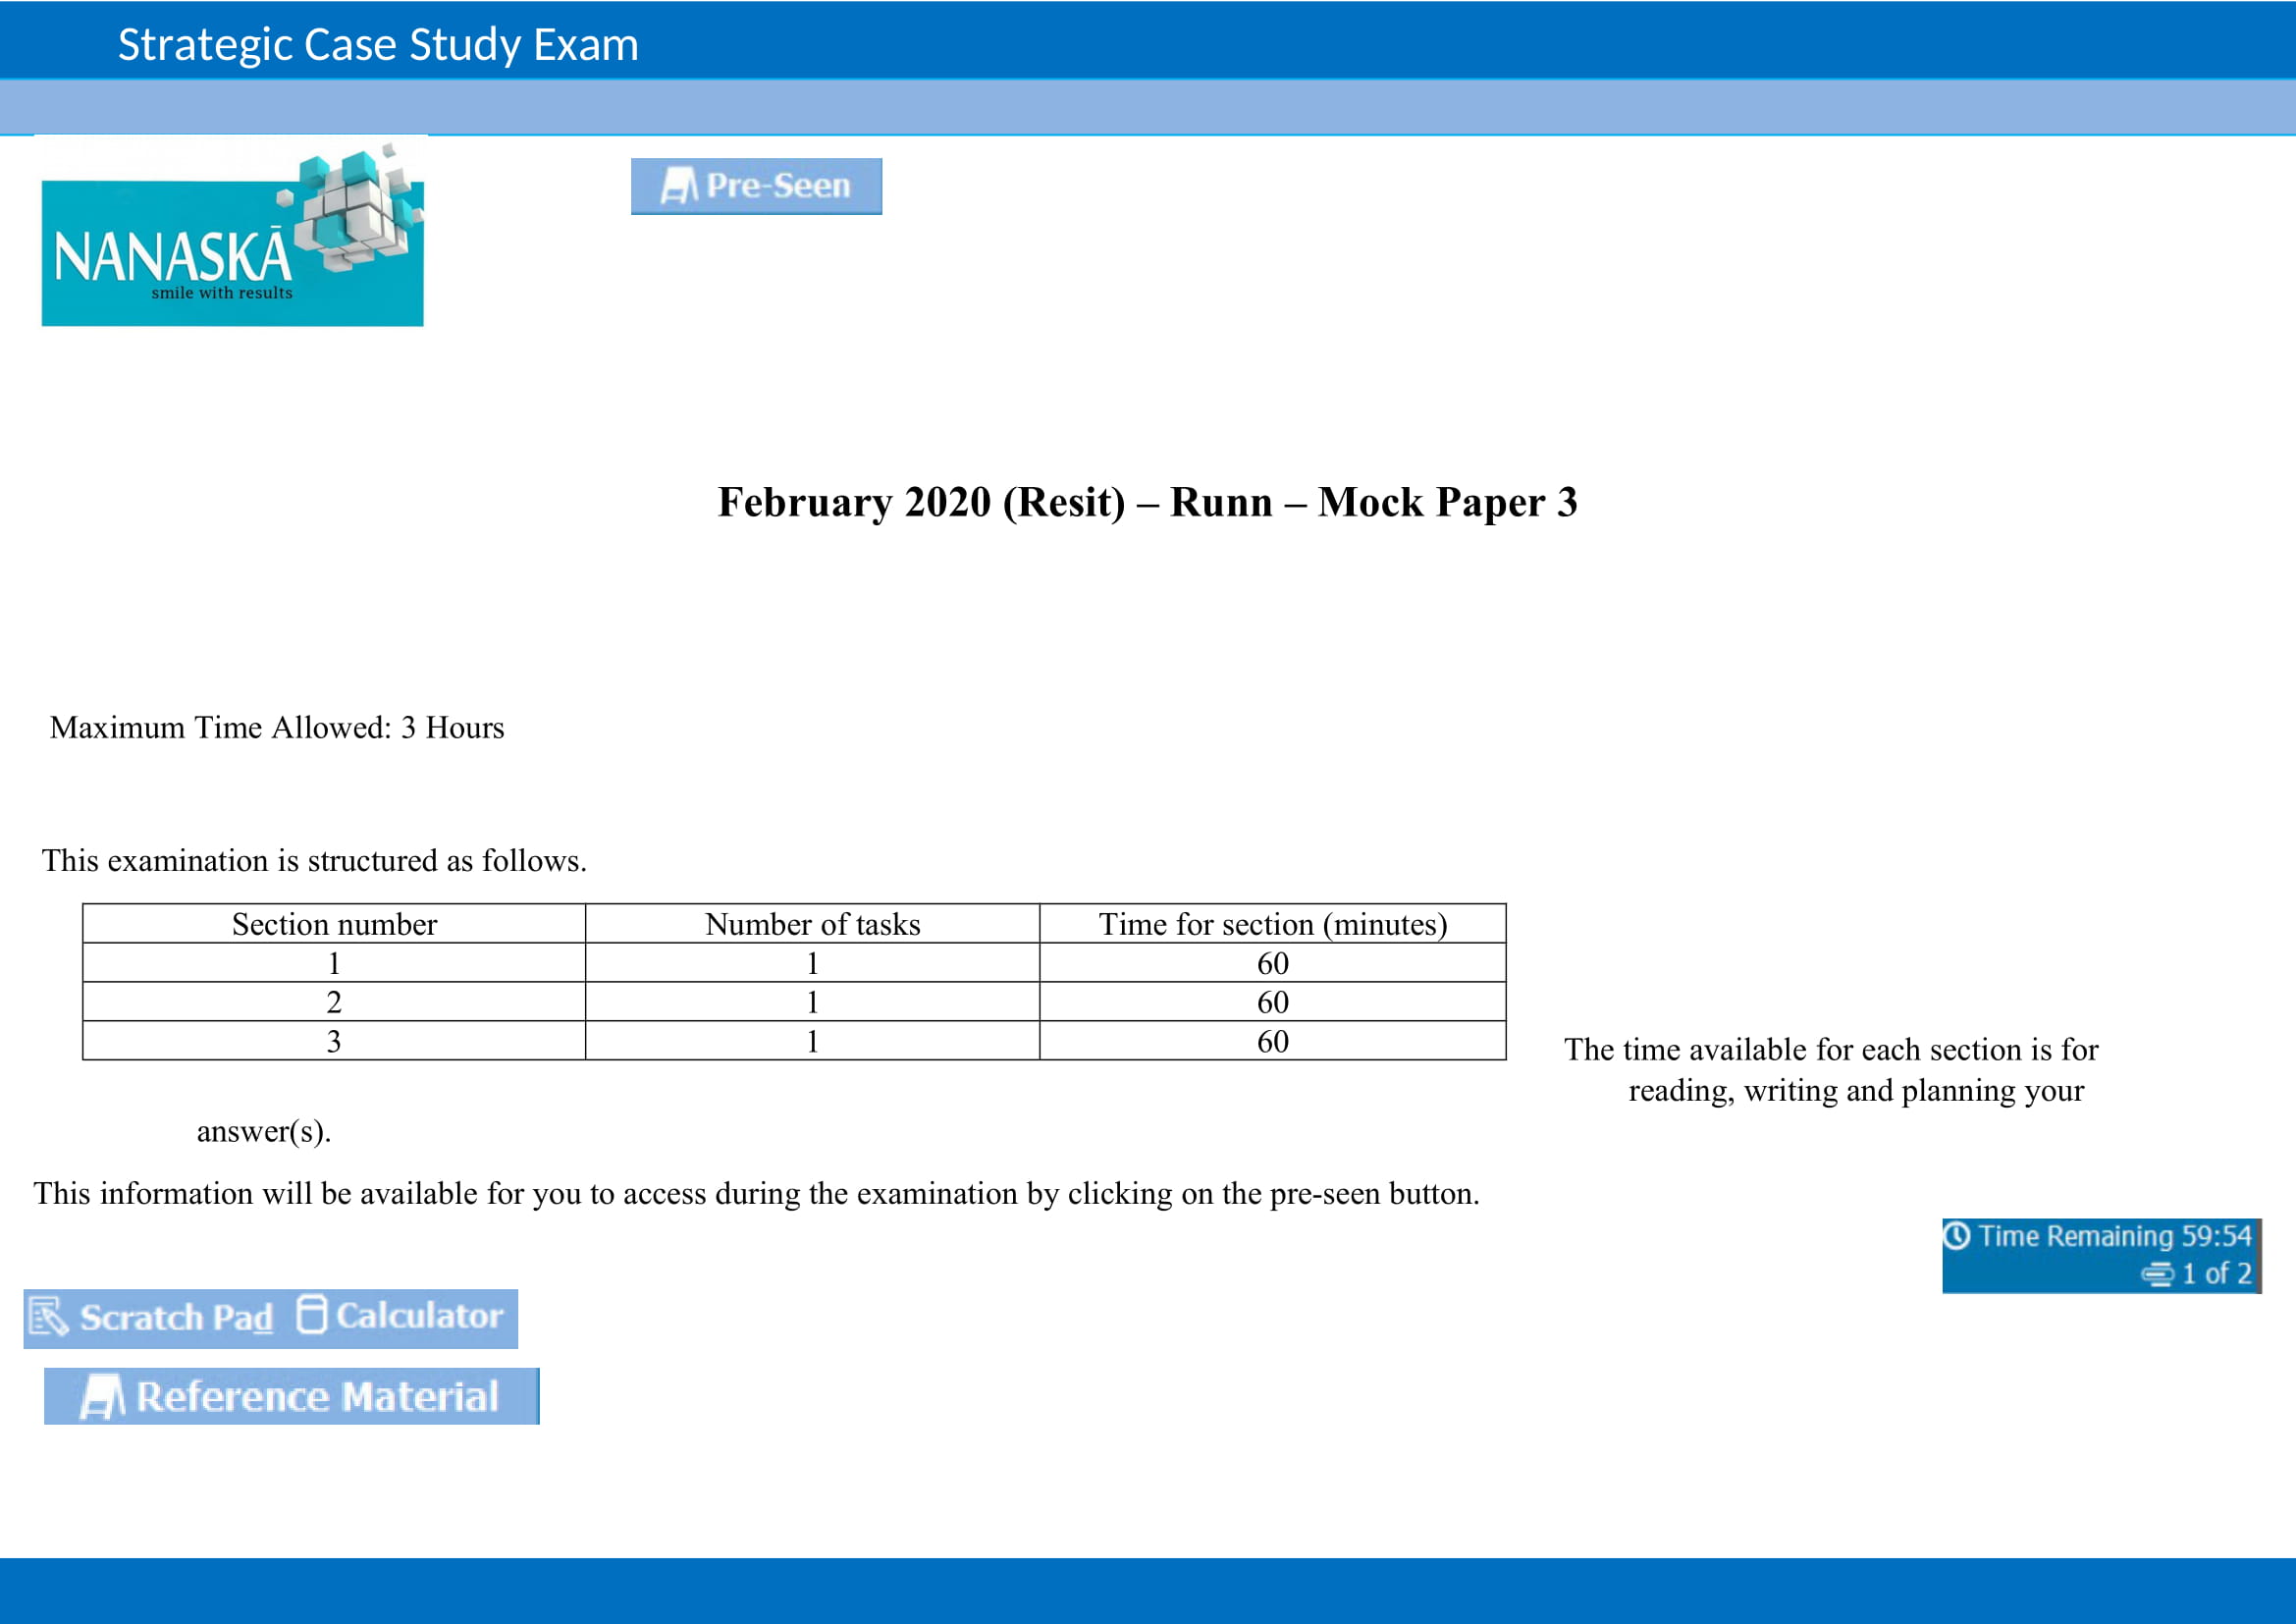 Strategic Case Study Exam
NANASKĀ
smile with results
Pre-Seen
February 2020 (Resit) – Runn – Mock Paper 3
Maximum Time Allowed: 3 Hours
This examination is structured as follows.
Section number Number of tasks Time for section (minutes)
1 1 60
2 1 60
3 1 60
The time available for each section is for
reading, writing and planning your
answer(s).
This information will be available for you to access during the examination by clicking on the pre-seen button.
Time Remaining 59:54
1 of 2
Scratch Pad Calculator
Reference Material